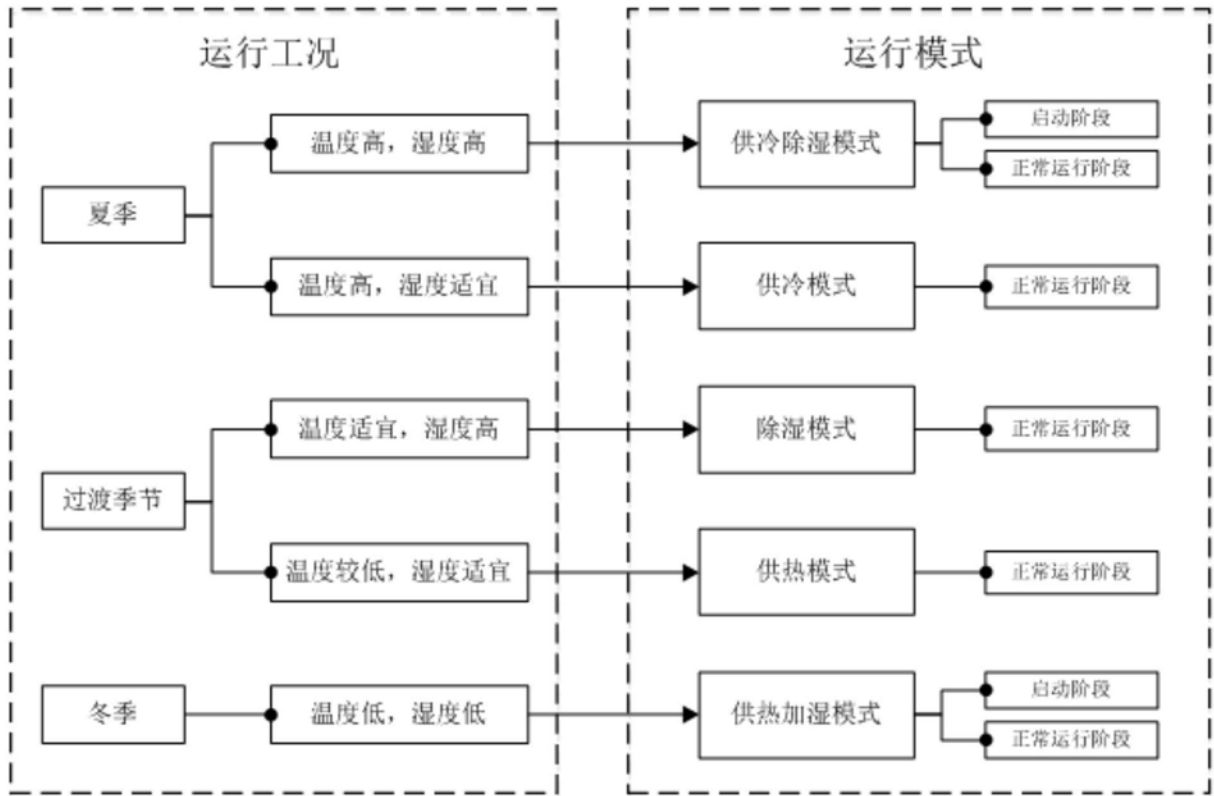 运行工况
运行模式
夏季
温度高，湿度高
供冷除湿模式
启动阶段
正常运行阶段
温度高，湿度适宜
供冷模式
正常运行阶段
过渡季节
温度适宜，湿度高
除湿模式
正常运行阶段
温度较低，湿度适宜
供热模式
正常运行阶段
冬季
温度低，湿度低
供热加湿模式
启动阶段
正常运行阶段